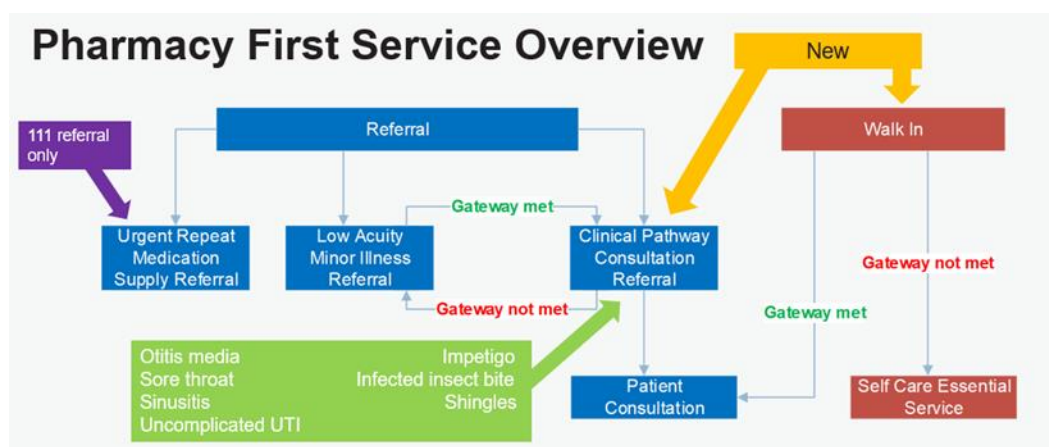 Pharmacy First Service Overview
New
111 referral
only
Referral
Walk In
Gateway met
Urgent Repeat
Medication
Supply Referral
Low Acuity
Minor Illness
Referral
Clinical Pathway
Consultation
Referral
Gateway not met
Gateway not met
Gateway met
Otitis media
Sore throat
Sinusitis
Uncomplicated UTI
Impetigo
Infected insect bite
Shingles
Patient
Consultation
Self Care Essential
Service